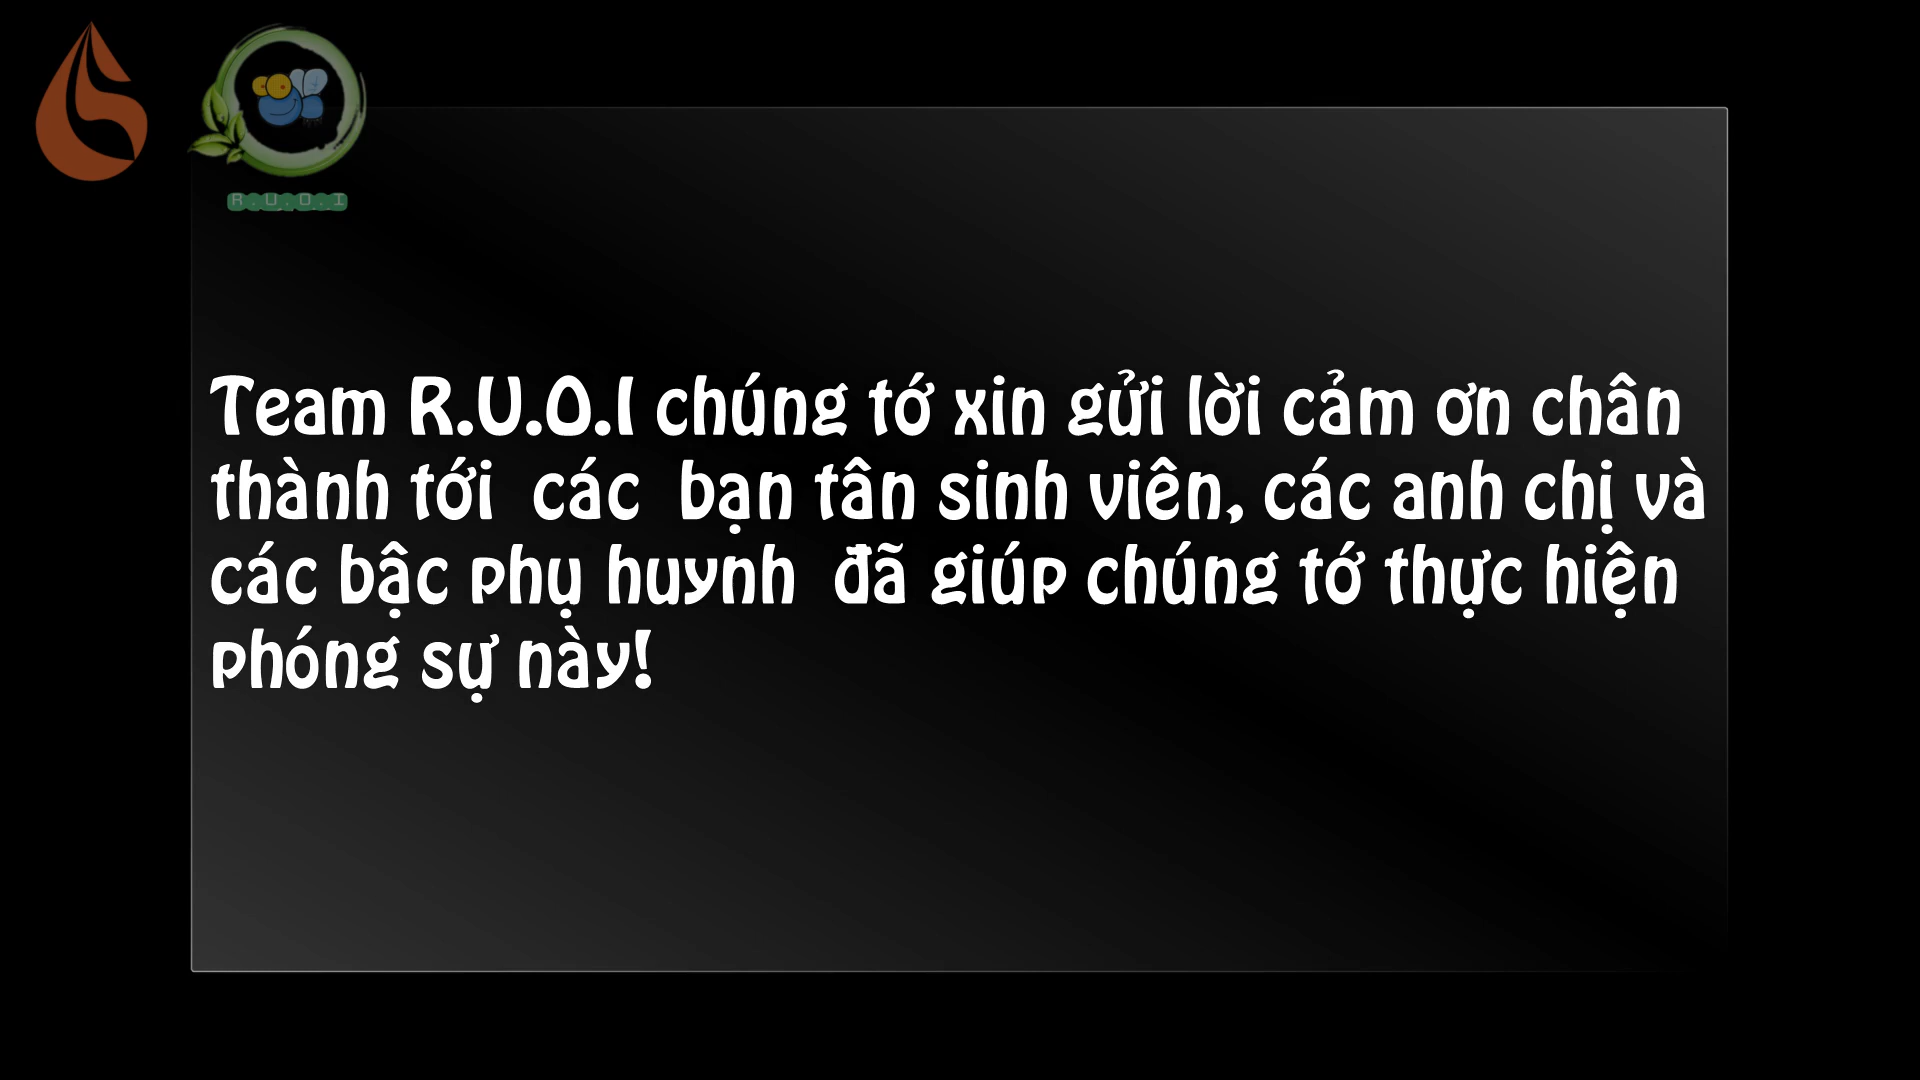 R.U.O.I
Team R.U.O.I chúng tớ xin gửi lời cảm ơn chân
thành tới các bạn tân sinh viên, các anh chị và
các bậc phụ huynh đã giúp chúng tớ thực hiện
phóng sự này!